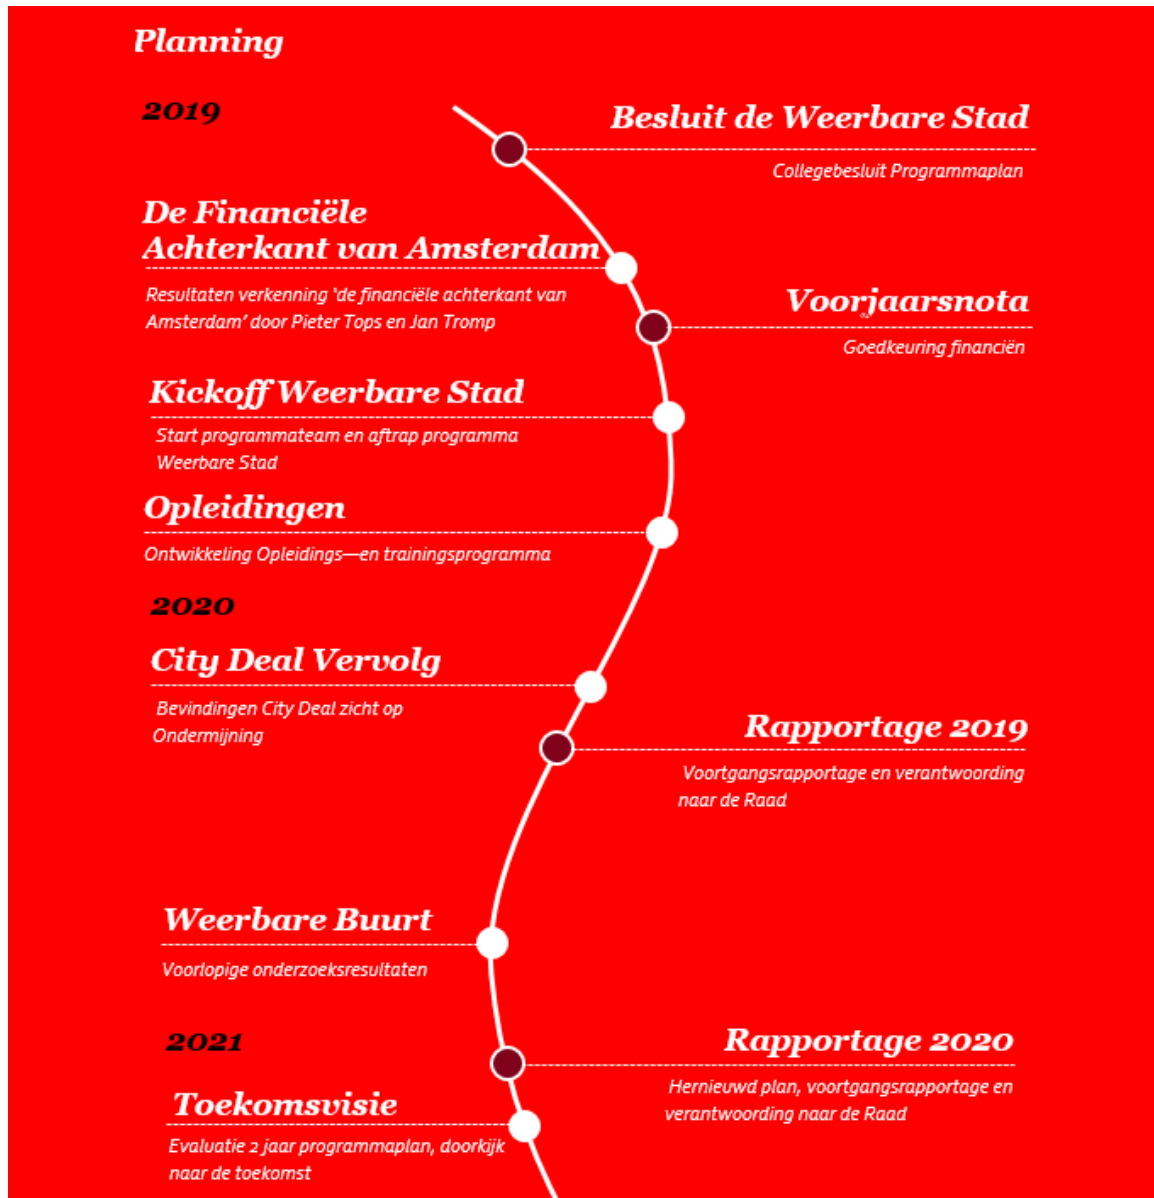 Planning
2019
Besluit de Weerbare Stad
Collegebesluit Programmaplan
De Financiële
Achterkant van Amsterdam
Resultaten verkenning ‘de financiële achterkant van
Amsterdam’ door Pieter Tops en Jan Tromp
Voorjaarsnota
Goedkeuring financiën
Kickoff Weerbare Stad
Start programmateam en aftrap programma
Weerbare Stad
Opleidingen
Ontwikkeling Opleidings—en trainingsprogramma
2020
City Deal Vervolg
Bevindingen City Deal zicht op
Ondermijning
Rapportage 2019
Voortgangsrapportage en verantwoording
naar de Raad
Weerbare Buurt
Voorlopige onderzoeksresultaten
2021
Rapportage 2020
Hernieuwd plan, voortgangsrapportage en
verantwoording naar de Raad
Toekomsvisie
Evaluatie 2 jaar programmaplan, doorkijk
naar de toekomst